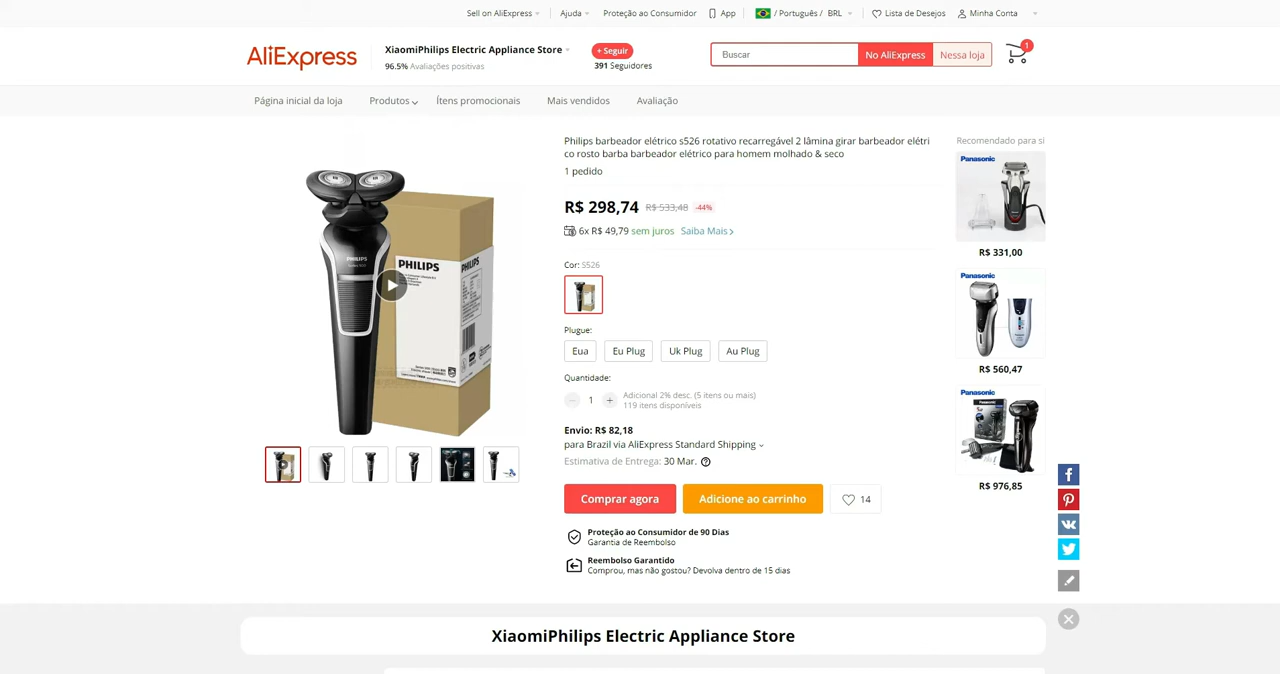 Sell on AliExpress
Ajuda
Proteção ao Consumidor
App
/ Português / BRL
Lista de Desejos
Minha Conta
AliExpress
XiaomiPhilips Electric Appliance Store
96.5% Avaliações positivas
+ Seguir
391 Seguidores
Buscar
No AliExpress
Nessa loja
1
Página inicial da loja
Produtos
Ítens promocionais
Mais vendidos
Avaliação
PHILIPS
PHILIPS
PHILIPS
Philips barbeador elétrico s526 rotativo recarregável 2 lâmina girar barbeador elétri
co rosto barba barbeador elétrico para homem molhado & seco
1 pedido
R$ 298,74 R$ 533,48 -44%
6x R$ 49,79 sem juros Saiba Mais
Cor: S526
Plugue:
Eua
Eu Plug
Uk Plug
Au Plug
Quantidade:
− 1 +
Adicional 2% desc. (5 itens ou mais)
119 itens disponíveis
Envio: R$ 82,18
para Brazil via AliExpress Standard Shipping
Estimativa de Entrega: 30 Mar. ?
Comprar agora
Adicione ao carrinho
14
Proteção ao Consumidor de 90 Dias
Garantia de Reembolso
Reembolso Garantido
Comprou, mas não gostou? Devolva dentro de 15 dias
Recomendado para si
Panasonic
R$ 331,00
Panasonic
R$ 560,47
Panasonic
R$ 976,85
XiaomiPhilips Electric Appliance Store